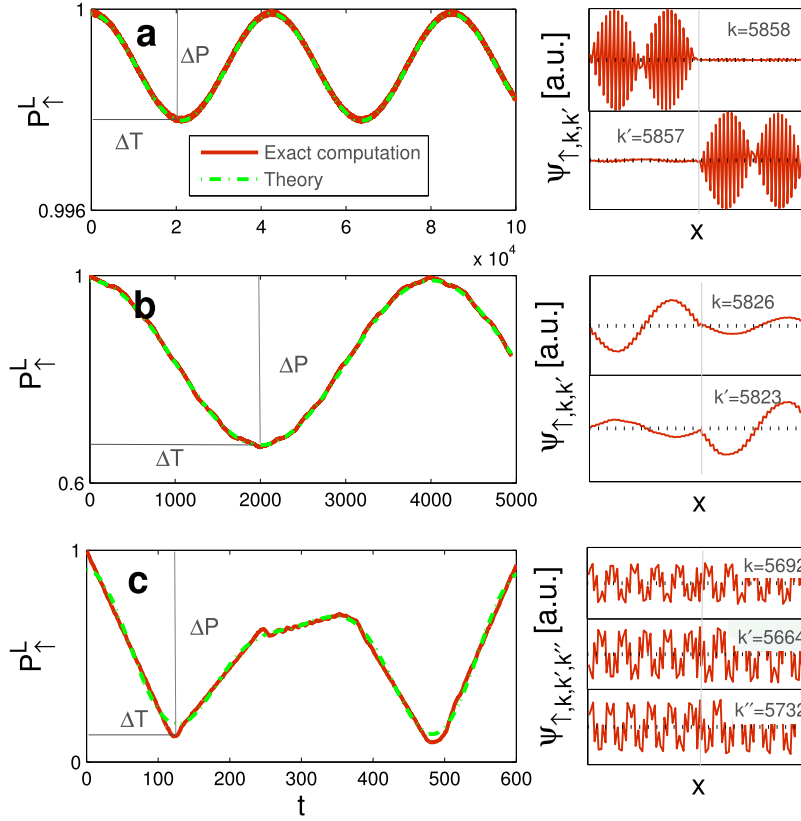 a
1
0.996
P↑^L
ΔP
ΔT
Exact computation
Theory
0 2 4 6 8 10
x 10^4
k=5858
k′=5857
ψ↑,k,k′ [a.u.]
x
b
1
0.6
P↑^L
ΔP
ΔT
0 1000 2000 3000 4000 5000
k=5826
k′=5823
ψ↑,k,k′ [a.u.]
x
c
1
0
P↑^L
ΔP
ΔT
0 100 200 300 400 500 600
t
k=5692
k′=5664
k′′=5732
ψ↑,k,k′,k′′ [a.u.]
x